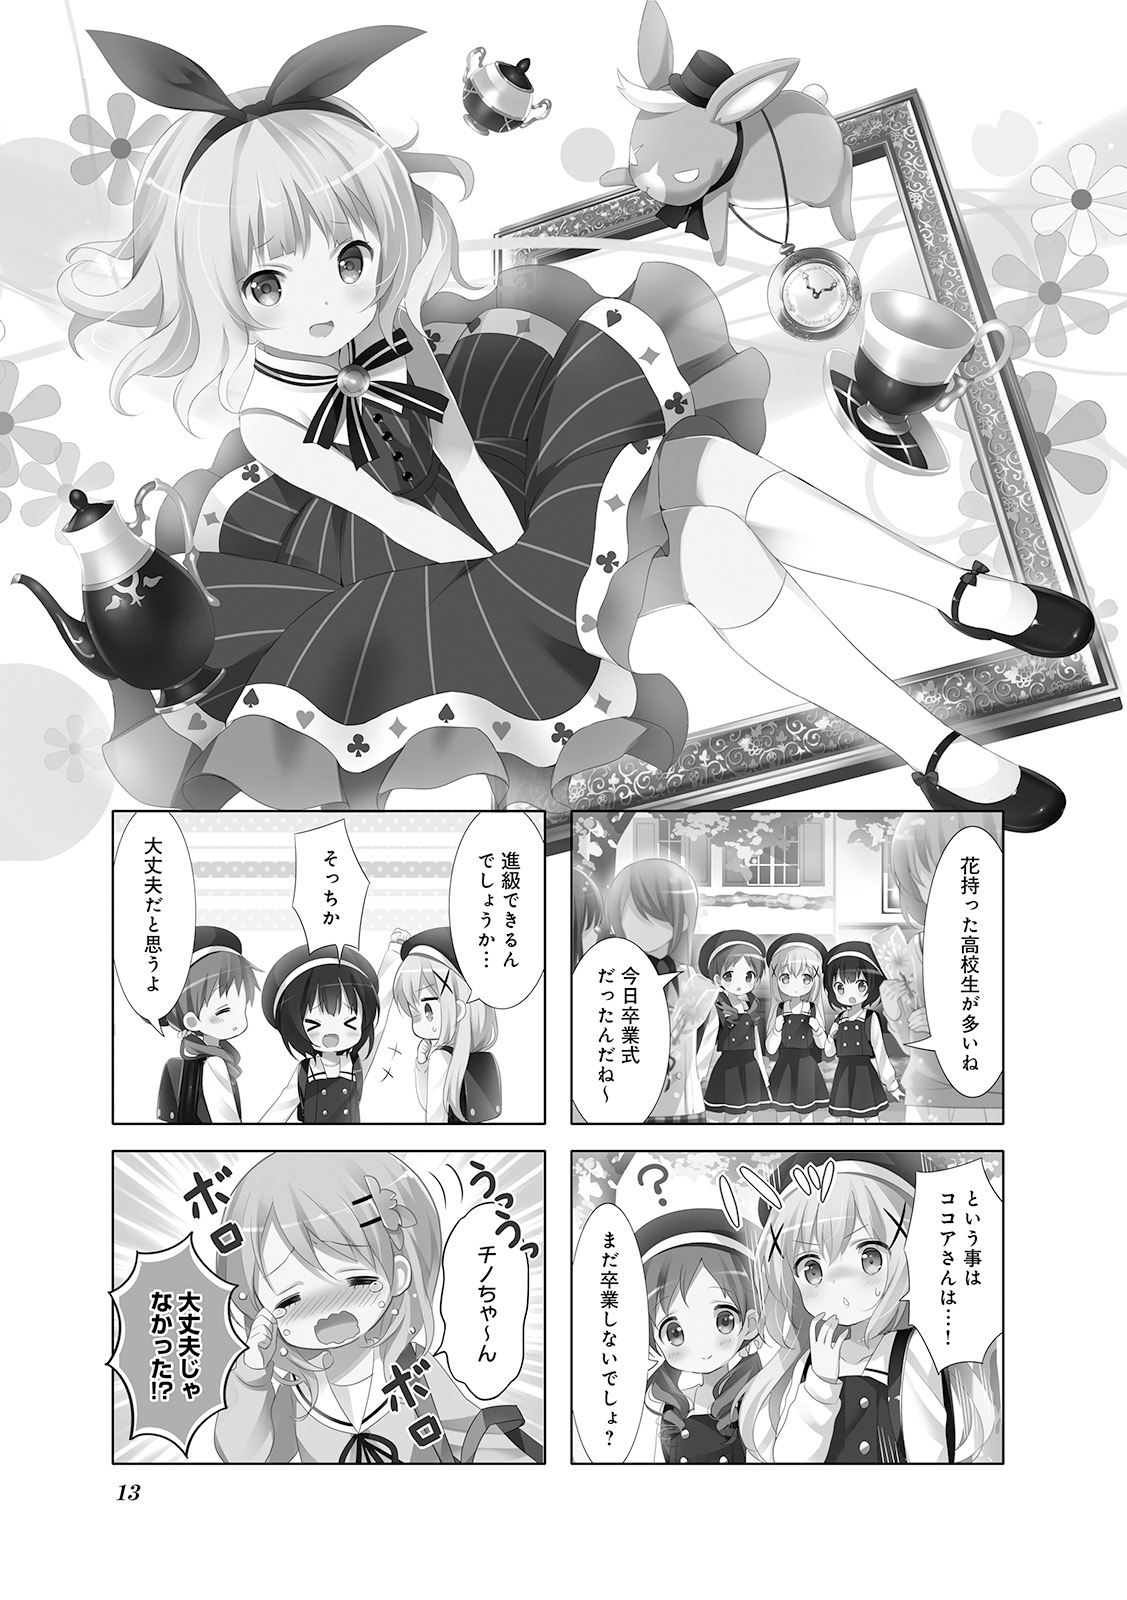 花持った高校生が多いね
今日卒業式
だったんだね～
という事は
ココアさんは…！
？
まだ卒業しないでしょ？
進級できるん
でしょうか…
そっちか
大丈夫だと思うよ
うっうっ
チノちゃ～ん
ボロ
ボロ
大丈夫じゃ
なかった!?
13